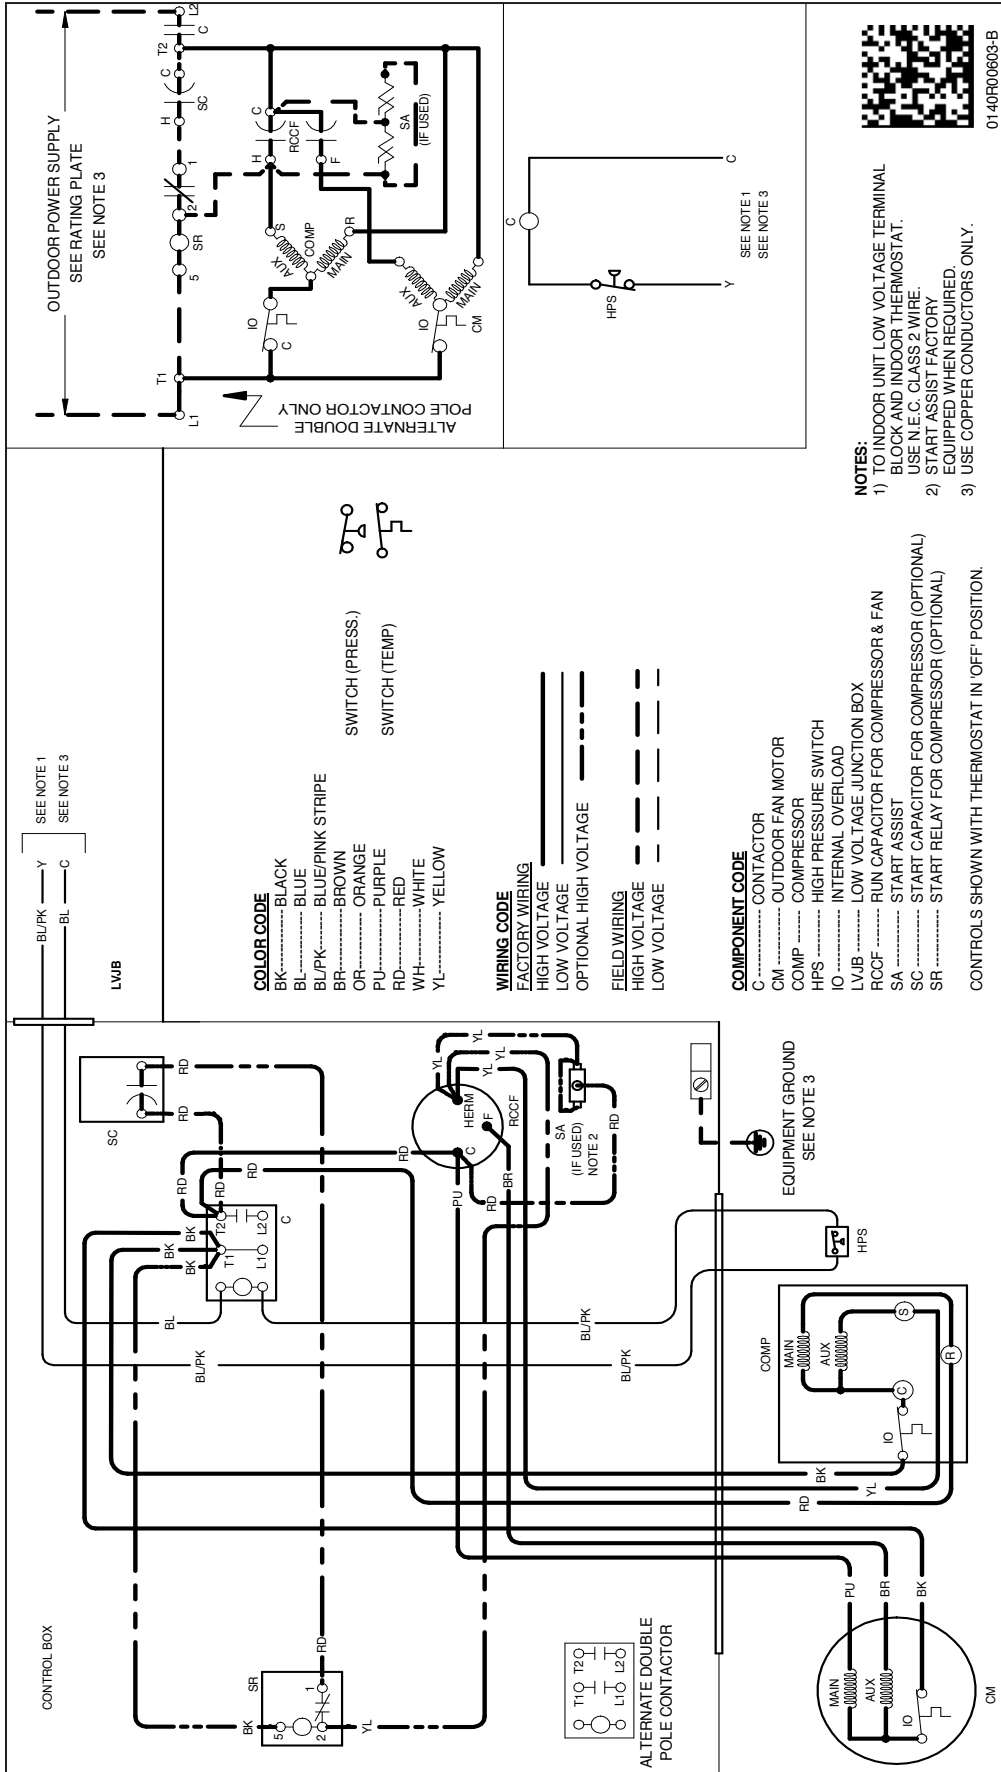 CONTROL BOX
SR
5
2
1
BK
YL
RD
ALTERNATE DOUBLE
POLE CONTACTOR
T1
T2
L1
L2
MAIN
AUX
IO
CM
PU
BR
BK
RD
YL
BK
COMP
MAIN
AUX
IO
C
S
R
HPS
BL/PK
BL/PK
BL/PK
BL
BK
BK
BK
RD
RD
RD
RD
T2
T1
L2
L1
C
SC
RD
RD
RD
PU
BR
RD
C
F
HERM
RCCF
YL
YL
YL
YL
SA
(IF USED)
NOTE 2
RD
EQUIPMENT GROUND
SEE NOTE 3
LVJB
BL/PK
Y
BL
C
SEE NOTE 1
SEE NOTE 3
COLOR CODE
BK---------- BLACK
BL---------- BLUE
BL/PK------- BLUE/PINK STRIPE
BR---------- BROWN
OR--------- ORANGE
PU---------- PURPLE
RD---------- RED
WH--------- WHITE
YL---------- YELLOW
SWITCH (PRESS.)
SWITCH (TEMP)
WIRING CODE
FACTORY WIRING
HIGH VOLTAGE
LOW VOLTAGE
OPTIONAL HIGH VOLTAGE
FIELD WIRING
HIGH VOLTAGE
LOW VOLTAGE
COMPONENT CODE
C ----------- CONTACTOR
CM -------- OUTDOOR FAN MOTOR
COMP ------ COMPRESSOR
HPS -------- HIGH PRESSURE SWITCH
IO ----------- INTERNAL OVERLOAD
LVJB ------- LOW VOLTAGE JUNCTION BOX
RCCF ------- RUN CAPACITOR FOR COMPRESSOR & FAN
SA ---------- START ASSIST
SC ---------- START CAPACITOR FOR COMPRESSOR (OPTIONAL)
SR ---------- START RELAY FOR COMPRESSOR (OPTIONAL)
CONTROLS SHOWN WITH THERMOSTAT IN 'OFF' POSITION.
OUTDOOR POWER SUPPLY
SEE RATING PLATE
SEE NOTE 3
L1
T1
5
SR
2
1
H
SC
C
T2
C
L2
ALTERNATE DOUBLE
POLE CONTACTOR ONLY
IO
C
AUX
S
COMP
MAIN
R
H
RCCF
C
F
SA
(IF USED)
IO
CM
AUX
MAIN
C
HPS
Y
C
SEE NOTE 1
SEE NOTE 3
NOTES:
1) TO INDOOR UNIT LOW VOLTAGE TERMINAL
BLOCK AND INDOOR THERMOSTAT.
USE N.E.C. CLASS 2 WIRE.
2) START ASSIST FACTORY
EQUIPPED WHEN REQUIRED.
3) USE COPPER CONDUCTORS ONLY.
0140R00603-B